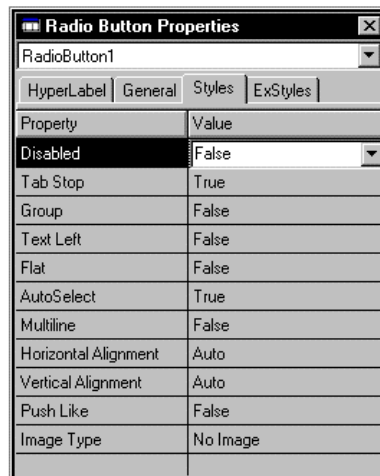 Radio Button Properties
RadioButton1
HyperLabel General Styles ExStyles
Property Value
Disabled False
Tab Stop True
Group False
Text Left False
Flat False
AutoSelect True
Multiline False
Horizontal Alignment Auto
Vertical Alignment Auto
Push Like False
Image Type No Image